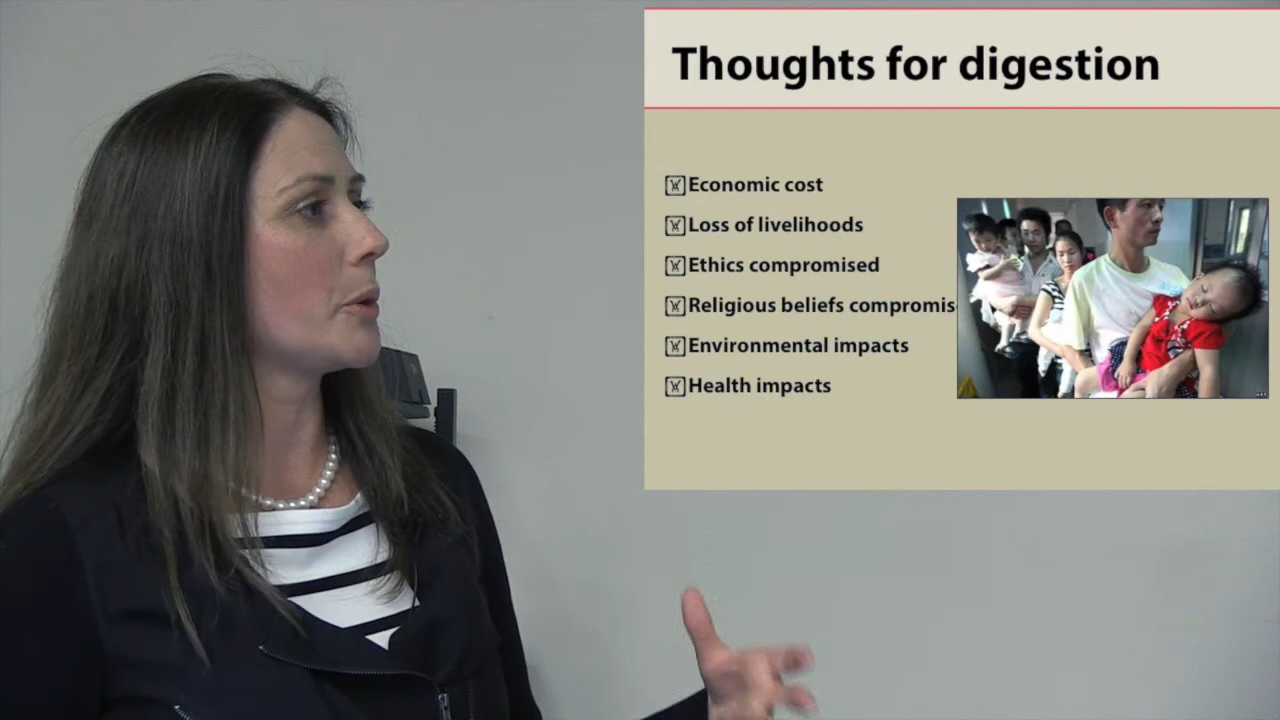 Thoughts for digestion
Economic cost
Loss of livelihoods
Ethics compromised
Religious beliefs compromis
Environmental impacts
Health impacts